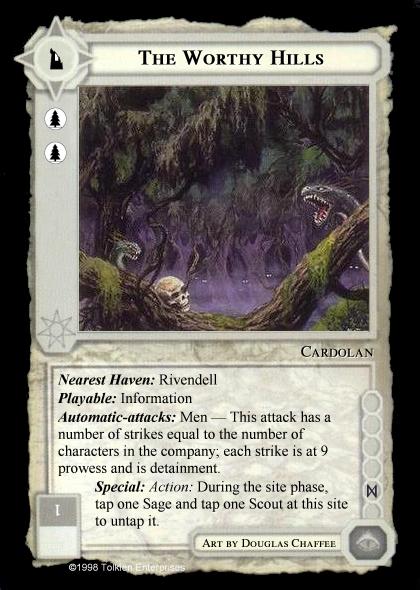 THE WORTHY HILLS
CARDOLAN
Nearest Haven: Rivendell
Playable: Information
Automatic-attacks: Men — This attack has a
number of strikes equal to the number of
characters in the company; each strike is at 9
prowess and is detainment.
Special: Action: During the site phase,
tap one Sage and tap one Scout at this site
to untap it.
1
ART BY DOUGLAS CHAFFEE
©1998 Tolkien Enterprises